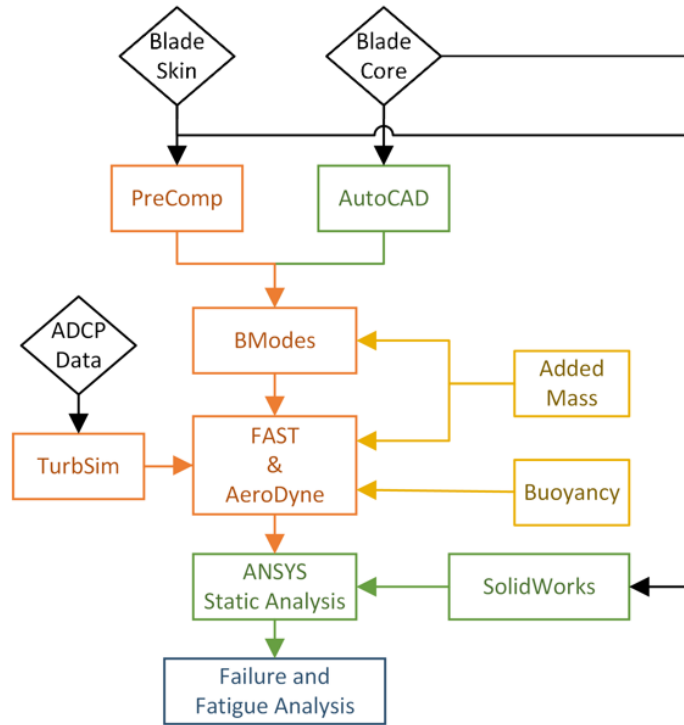 Blade
Skin
Blade
Core
PreComp
AutoCAD
ADCP
Data
BModes
Added
Mass
TurbSim
FAST
&
AeroDyne
Buoyancy
ANSYS
Static Analysis
SolidWorks
Failure and
Fatigue Analysis